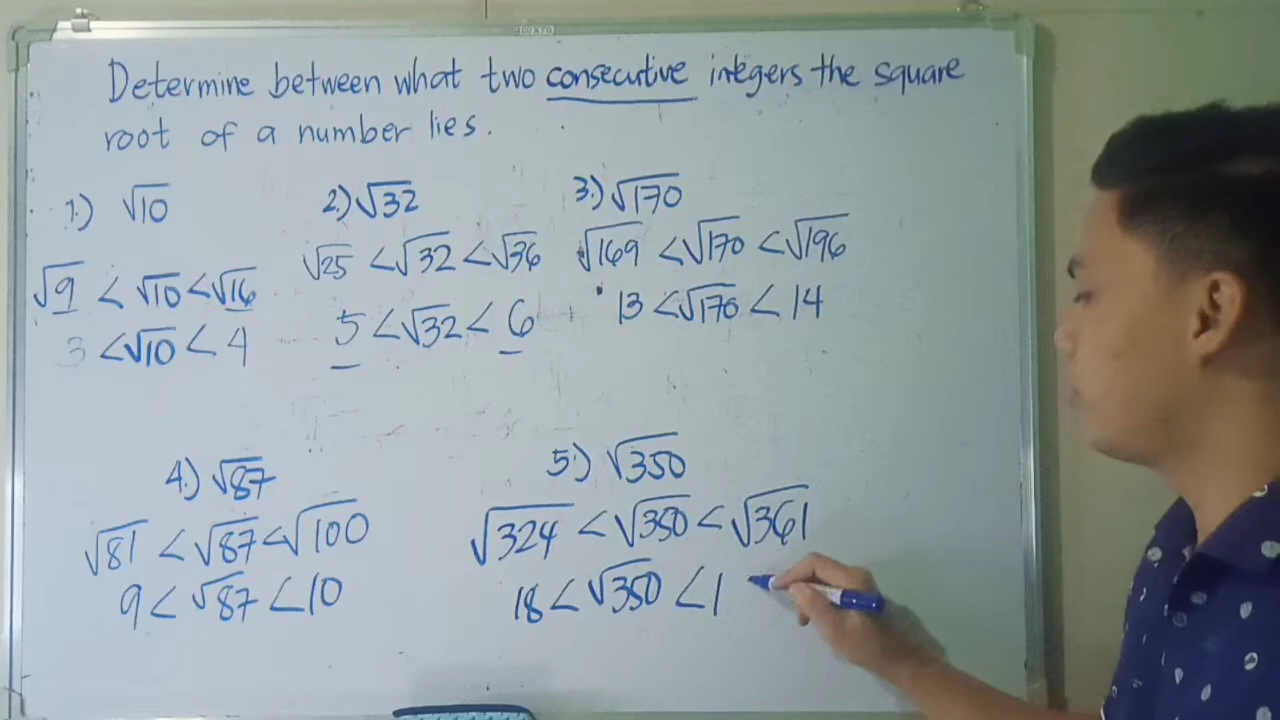 Determine between what two consecutive integers the square
root of a number lies.
1.) √10
√9 < √10 < √16
3 < √10 < 4
2.) √32
√25 < √32 < √36
5 < √32 < 6
3.) √170
√169 < √170 < √196
13 < √170 < 14
4.) √87
√81 < √87 < √100
9 < √87 < 10
5.) √350
√324 < √350 < √361
18 < √350 < 1